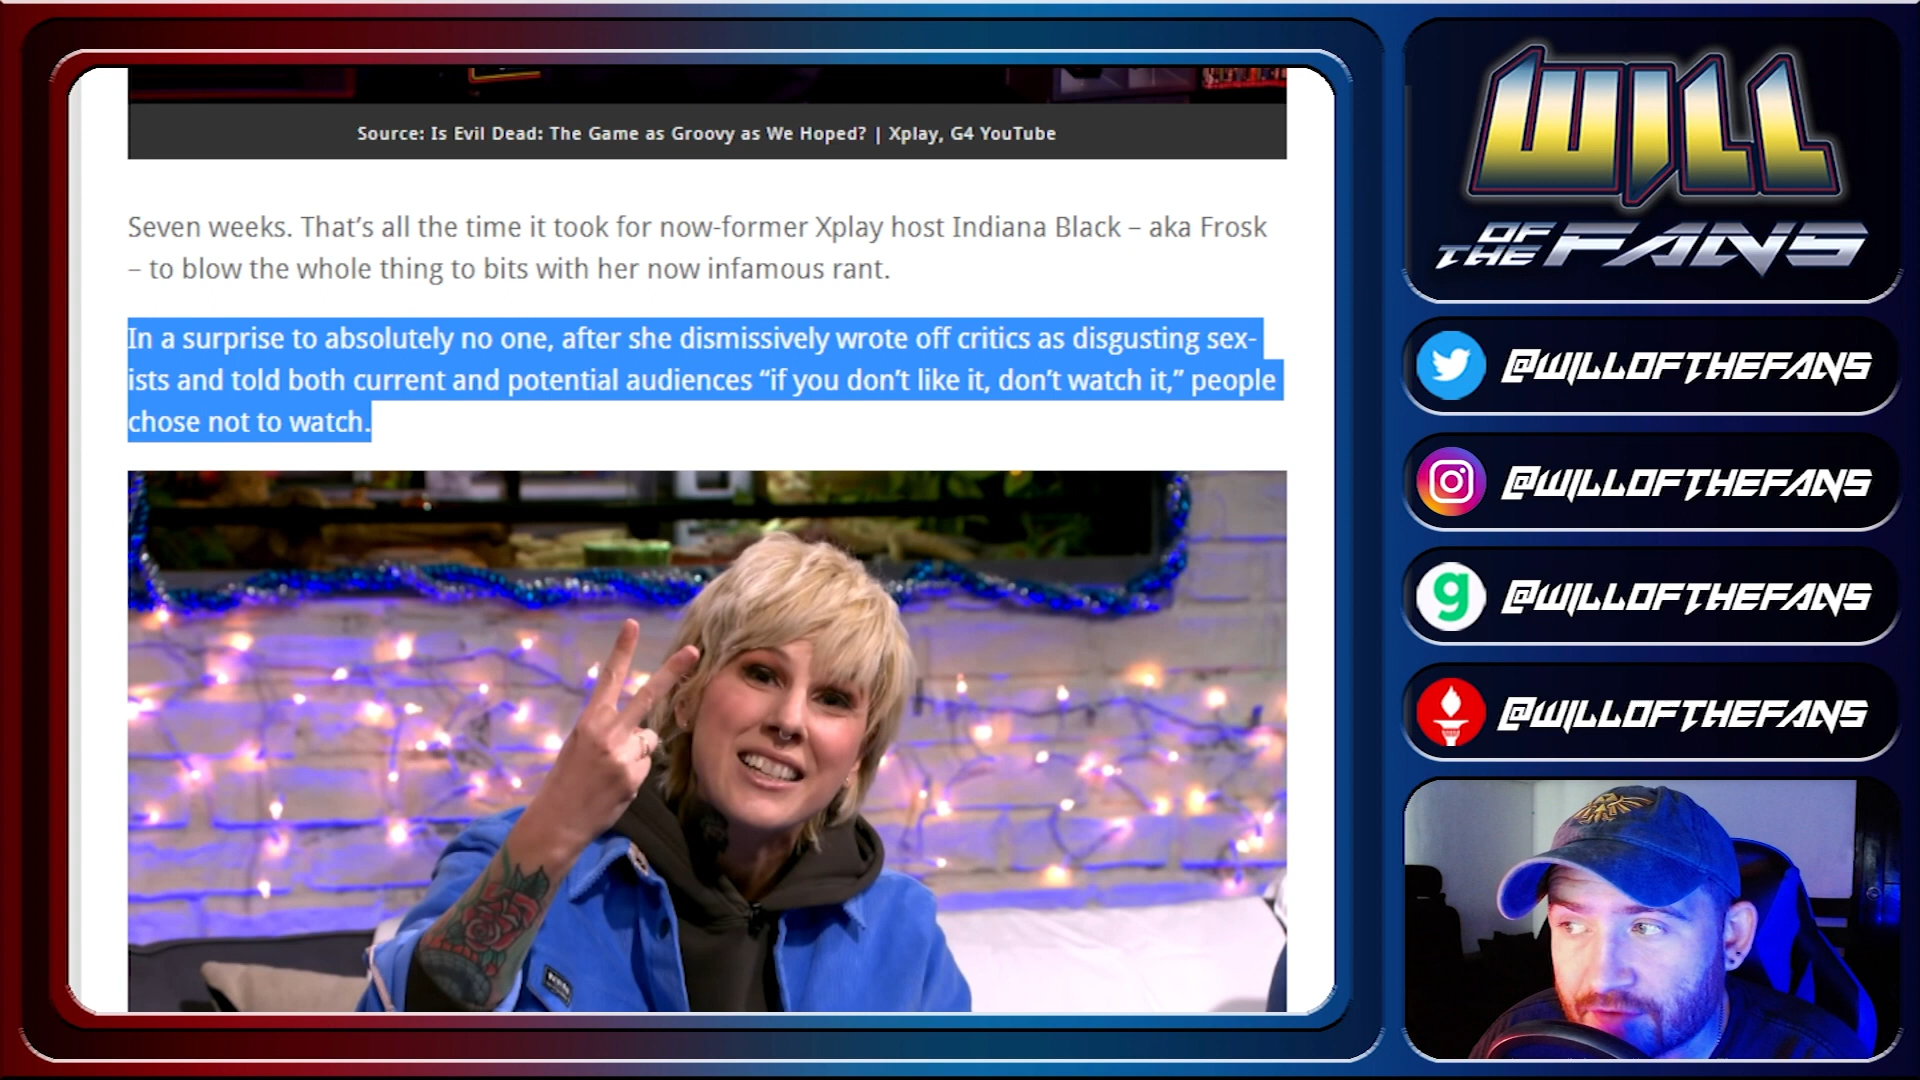 Source: Is Evil Dead: The Game as Groovy as We Hoped? | Xplay, G4 YouTube
Seven weeks. That’s all the time it took for now-former Xplay host Indiana Black – aka Frosk
– to blow the whole thing to bits with her now infamous rant.
In a surprise to absolutely no one, after she dismissively wrote off critics as disgusting sex-
ists and told both current and potential audiences “if you don’t like it, don’t watch it,” people
chose not to watch.
WILL
OF
THE FANS
@WILLOFTHEFANS
@WILLOFTHEFANS
g @WILLOFTHEFANS
@WILLOFTHEFANS